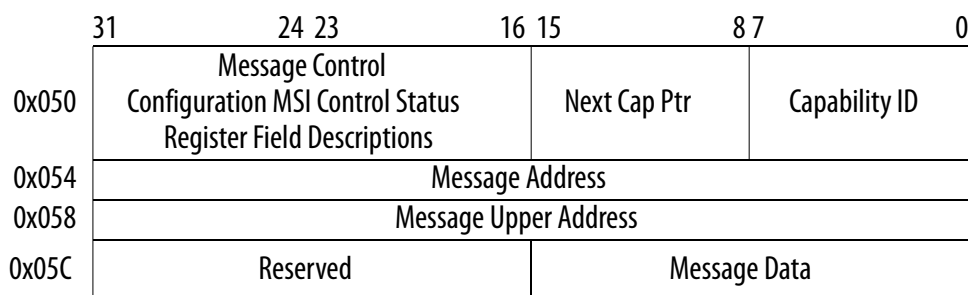 31 24 23 16 15 8 7 0
Message Control
0x050 Configuration MSI Control Status Next Cap Ptr Capability ID
Register Field Descriptions
0x054 Message Address
0x058 Message Upper Address
0x05C Reserved Message Data